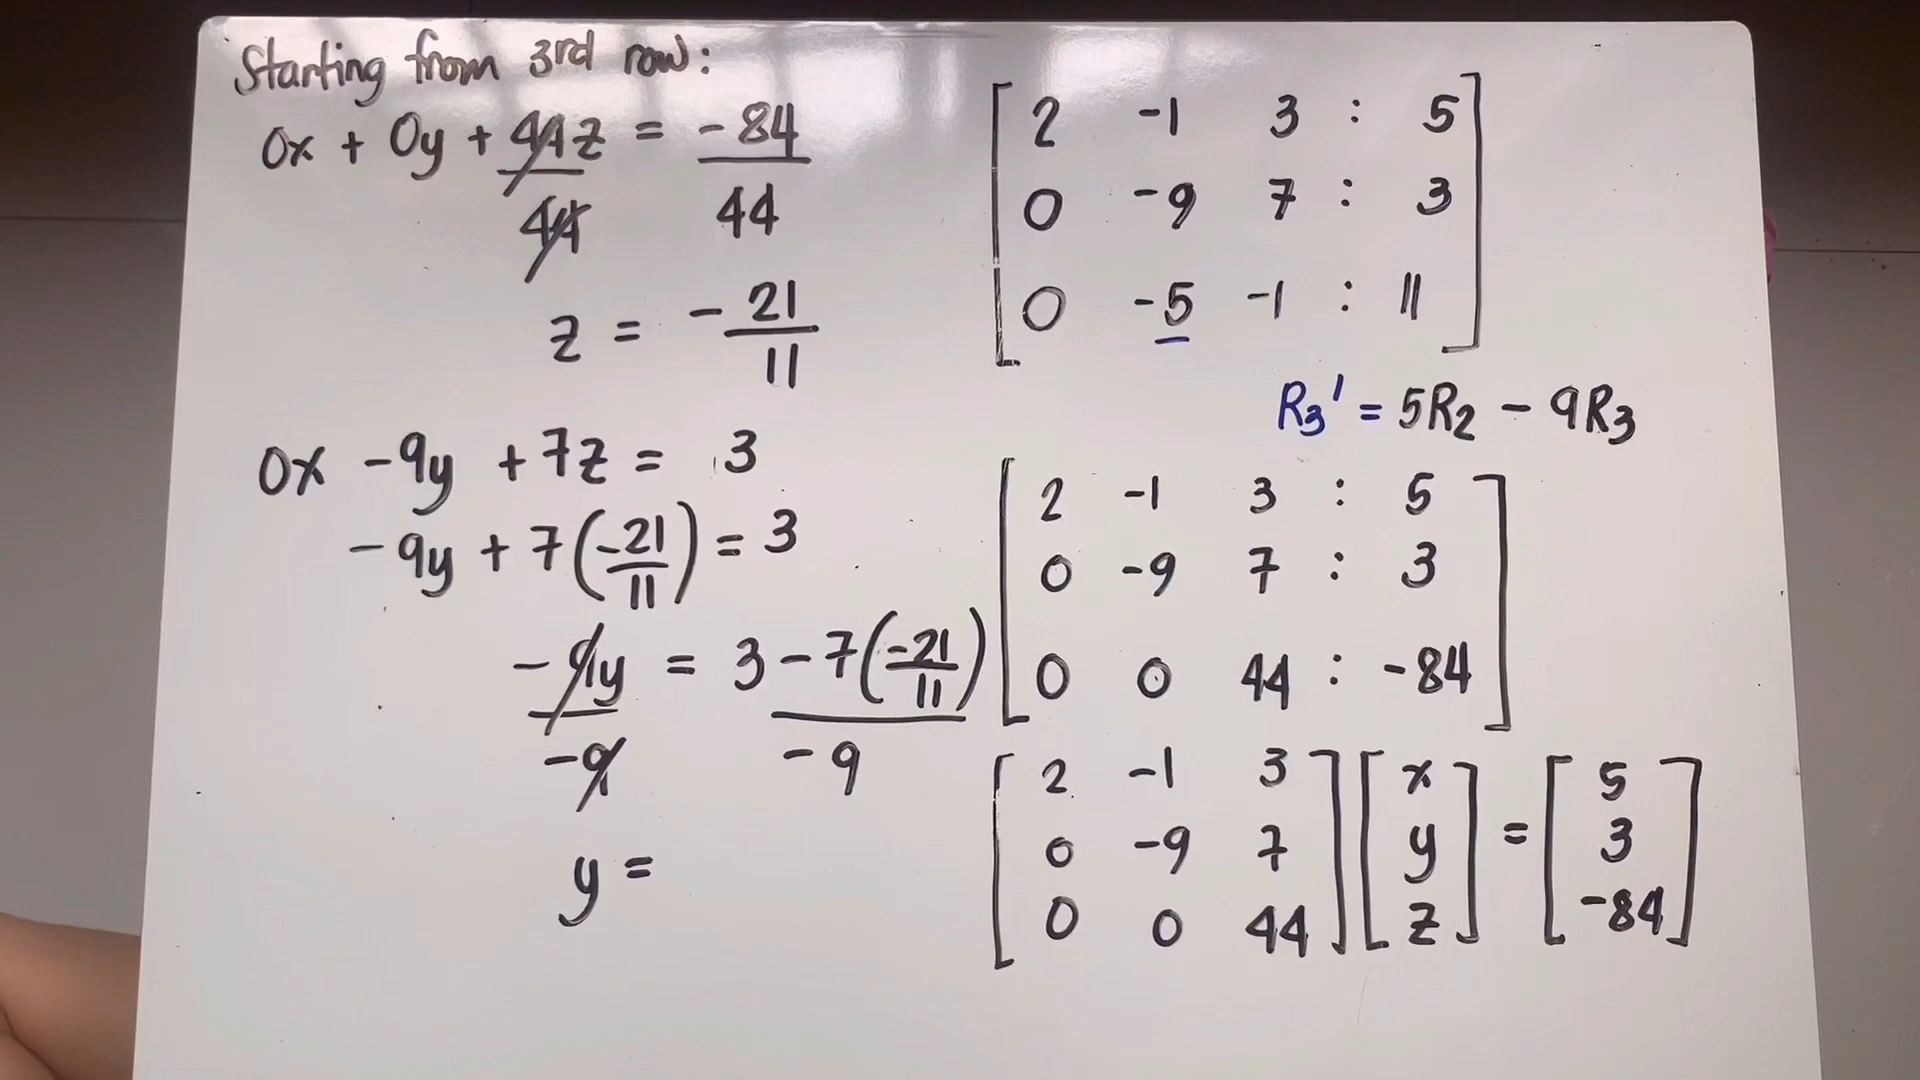 Starting from 3rd row:
0x + 0y + 44z = -84
44 44
z = - 21
11
0x -9y +7z = 3
-9y + 7(-21/11) = 3
-9y = 3 - 7(-21/11)
-9 -9
y =
2 -1 3 : 5
0 -9 7 : 3
0 -5 -1 : 11
R3' = 5R2 - 9R3
2 -1 3 : 5
0 -9 7 : 3
0 0 44 : -84
2 -1 3 x 5
0 -9 7 y = 3
0 0 44 z -84